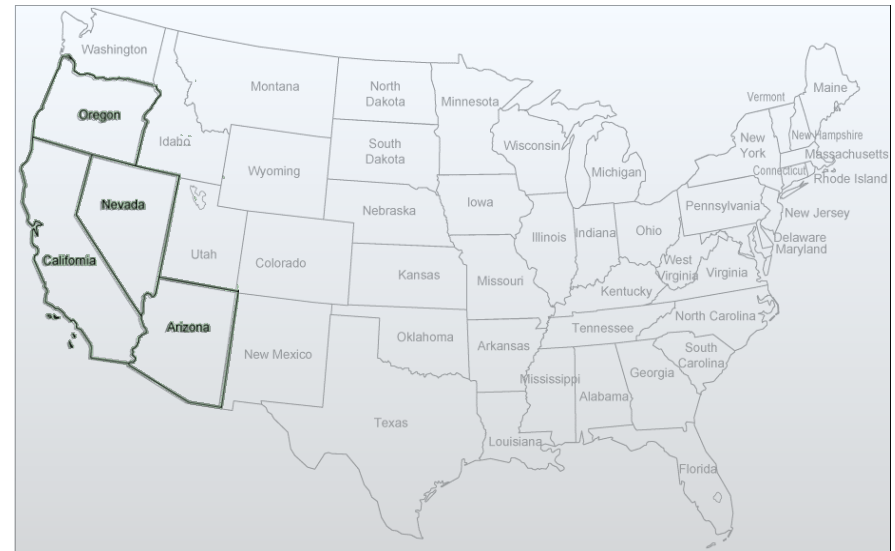 Washington
Montana
North
Dakota
Minnesota
Maine
Vermont
Oregon
Idaho
South
Dakota
Wisconsin
New
York
New Hampshire
Massachusetts
Wyoming
Michigan
Connecticut
Rhode Island
Nevada
Nebraska
Iowa
Pennsylvania
New Jersey
Illinois
Indiana
Ohio
Delaware
Maryland
California
Utah
Colorado
Kansas
Missouri
West
Virginia
Virginia
Kentucky
Arizona
New Mexico
Oklahoma
Arkansas
Tennessee
North Carolina
South
Carolina
Mississippi
Alabama
Georgia
Texas
Louisiana
Florida